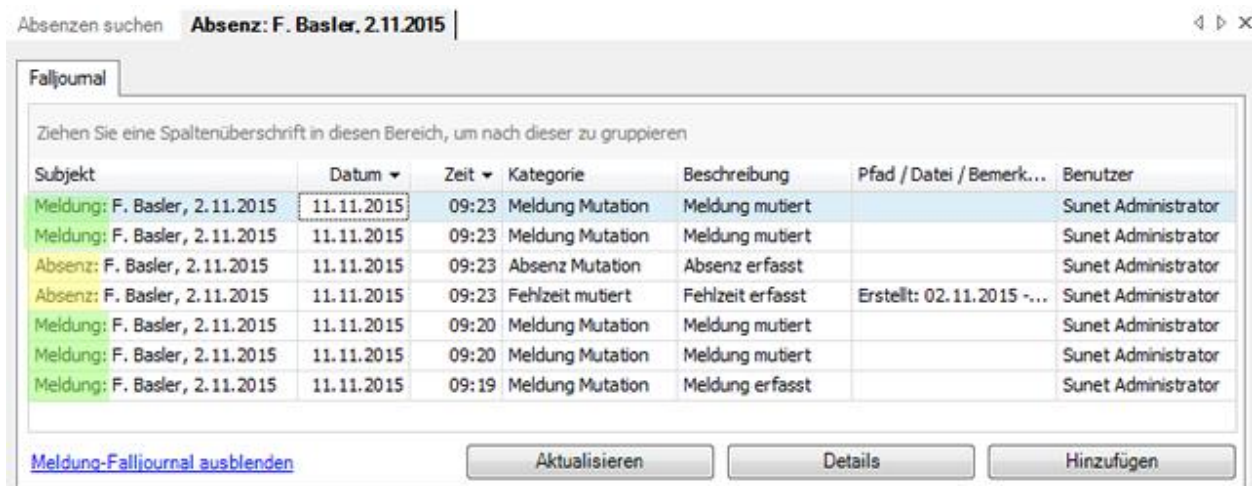 Absenzen suchen Absenz: F. Basler, 2.11.2015
Falljournal
Ziehen Sie eine Spaltenüberschrift in diesen Bereich, um nach dieser zu gruppieren
Subjekt Datum Zeit Kategorie Beschreibung Pfad / Datei / Bemerk... Benutzer
Meldung: F. Basler, 2.11.2015 11.11.2015 09:23 Meldung Mutation Meldung mutiert Sunet Administrator
Meldung: F. Basler, 2.11.2015 11.11.2015 09:23 Meldung Mutation Meldung mutiert Sunet Administrator
Absenz: F. Basler, 2.11.2015 11.11.2015 09:23 Absenz Mutation Absenz erfasst Sunet Administrator
Absenz: F. Basler, 2.11.2015 11.11.2015 09:23 Fehlzeit mutiert Fehlzeit erfasst Erstellt: 02.11.2015 -... Sunet Administrator
Meldung: F. Basler, 2.11.2015 11.11.2015 09:20 Meldung Mutation Meldung mutiert Sunet Administrator
Meldung: F. Basler, 2.11.2015 11.11.2015 09:20 Meldung Mutation Meldung mutiert Sunet Administrator
Meldung: F. Basler, 2.11.2015 11.11.2015 09:19 Meldung Mutation Meldung erfasst Sunet Administrator
Meldung-Falljournal ausblenden Aktualisieren Details Hinzufügen